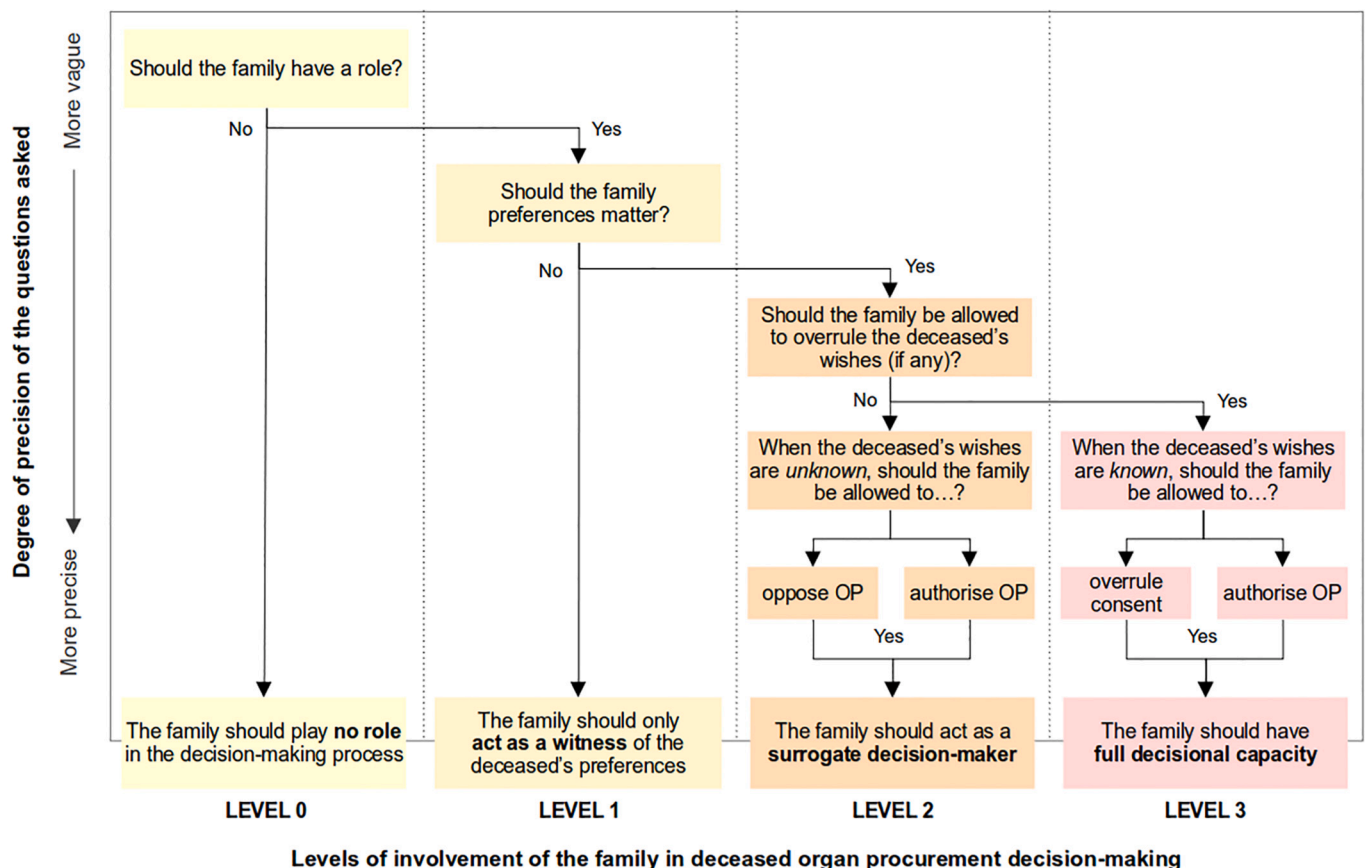 Degree of precision of the questions asked
More vague
More precise
Should the family have a role?
No
Yes
Should the family
preferences matter?
No
Yes
Should the family be allowed
to overrule the deceased's
wishes (if any)?
No
Yes
When the deceased's wishes
are unknown, should the family
be allowed to…?
When the deceased's wishes
are known, should the family
be allowed to…?
oppose OP
authorise OP
overrule
consent
authorise OP
Yes
Yes
The family should play no role
in the decision-making process
The family should only
act as a witness of the
deceased's preferences
The family should act as a
surrogate decision-maker
The family should have
full decisional capacity
LEVEL 0
LEVEL 1
LEVEL 2
LEVEL 3
Levels of involvement of the family in deceased organ procurement decision-making